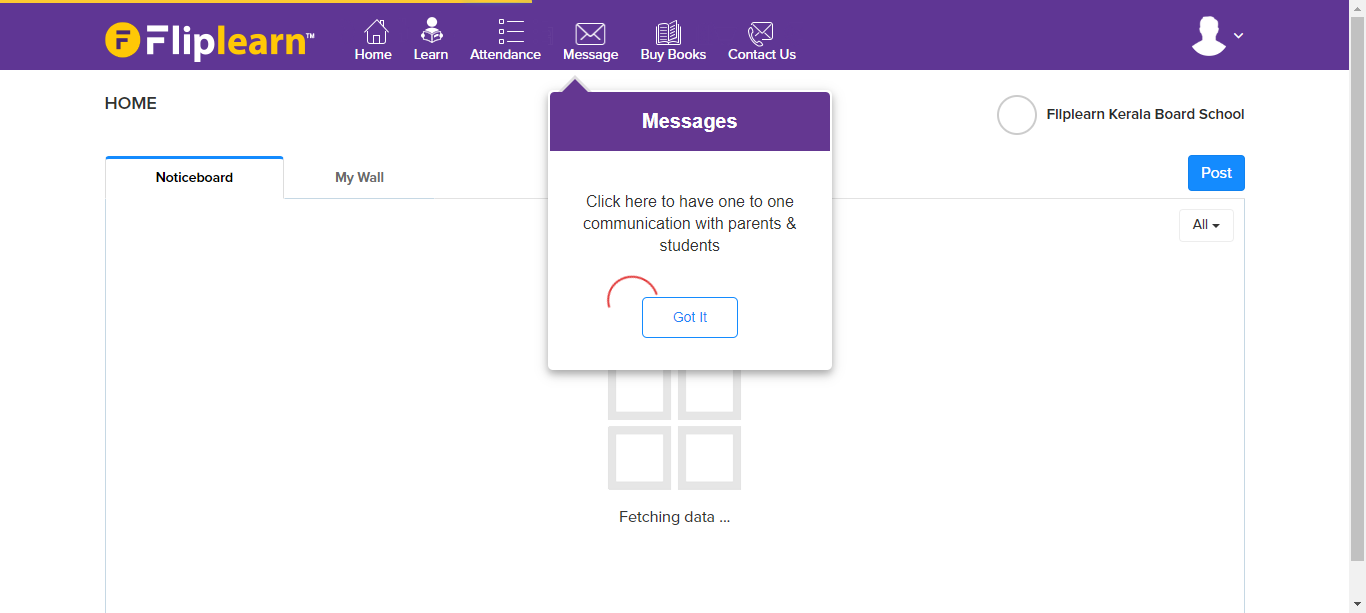 Fliplearn™
Home Learn Attendance Message Buy Books Contact Us
HOME
Fliplearn Kerala Board School
Messages
Noticeboard My Wall
Post
Click here to have one to one
communication with parents &
students
All
Got It
Fetching data ...